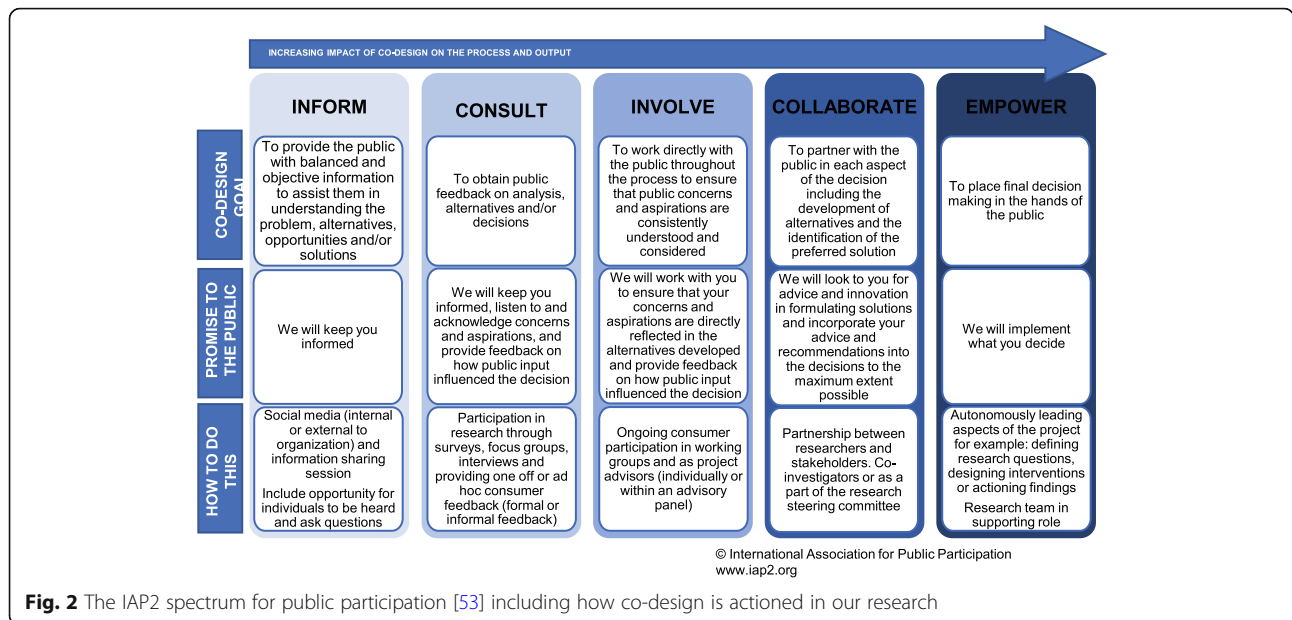 INCREASING IMPACT OF CO-DESIGN ON THE PROCESS AND OUTPUT
INFORM
CONSULT
INVOLVE
COLLABORATE
EMPOWER
CO-DESIGN
GOAL
To provide the public
with balanced and
objective information
to assist them in
understanding the
problem, alternatives,
opportunities and/or
solutions
To obtain public
feedback on analysis,
alternatives and/or
decisions
To work directly with
the public throughout
the process to ensure
that public concerns
and aspirations are
consistently
understood and
considered
To partner with the
public in each aspect
of the decision
including the
development of
alternatives and the
identification of the
preferred solution
To place final decision
making in the hands of
the public
PROMISE TO
THE PUBLIC
We will keep you
informed
We will keep you
informed, listen to and
acknowledge concerns
and aspirations, and
provide feedback on
how public input
influenced the decision
We will work with you
to ensure that your
concerns and
aspirations are directly
reflected in the
alternatives developed
and provide feedback
on how public input
influenced the decision
We will look to you for
advice and innovation
in formulating solutions
and incorporate your
advice and
recommendations into
the decisions to the
maximum extent
possible
We will implement
what you decide
HOW TO DO
THIS
Social media (internal
or external to
organization) and
information sharing
session
Include opportunity for
individuals to be heard
and ask questions
Participation in
research through
surveys, focus groups,
interviews and
providing one off or ad
hoc consumer
feedback (formal or
informal feedback)
Ongoing consumer
participation in working
groups and as project
advisors (individually or
within an advisory
panel)
Partnership between
researchers and
stakeholders. Co-
investigators or as a
part of the research
steering committee
Autonomously leading
aspects of the project
for example: defining
research questions,
designing interventions
or actioning findings
Research team in
supporting role
© International Association for Public Participation
www.iap2.org
Fig. 2 The IAP2 spectrum for public participation [53] including how co-design is actioned in our research